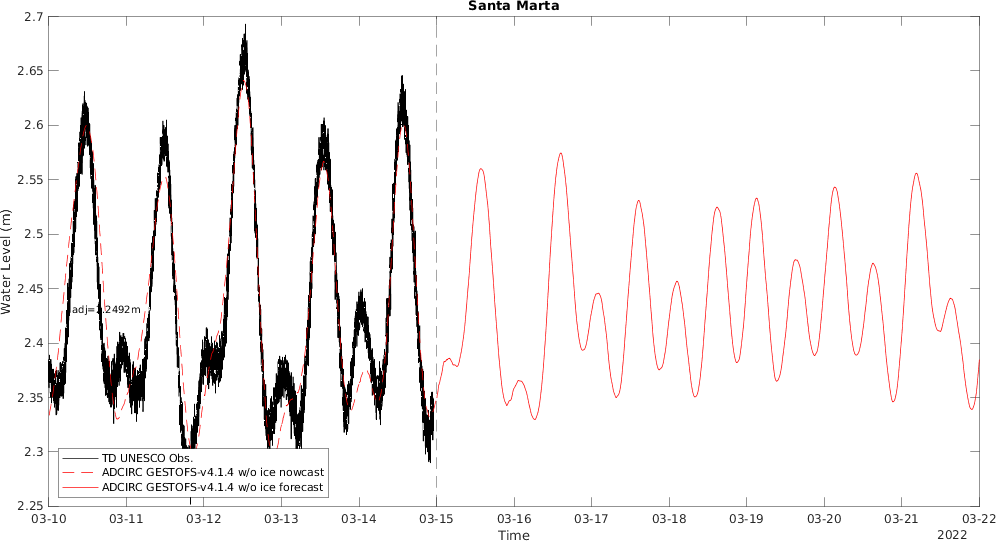 Santa Marta
2.7
2.65
2.6
2.55
2.5
2.45
2.4
2.35
2.3
2.25
Water Level (m)
adj=2.2492m
TD UNESCO Obs.
ADCIRC GESTOFS-v4.1.4 w/o ice nowcast
ADCIRC GESTOFS-v4.1.4 w/o ice forecast
03-10 03-11 03-12 03-13 03-14 03-15 03-16 03-17 03-18 03-19 03-20 03-21 03-22
Time
2022